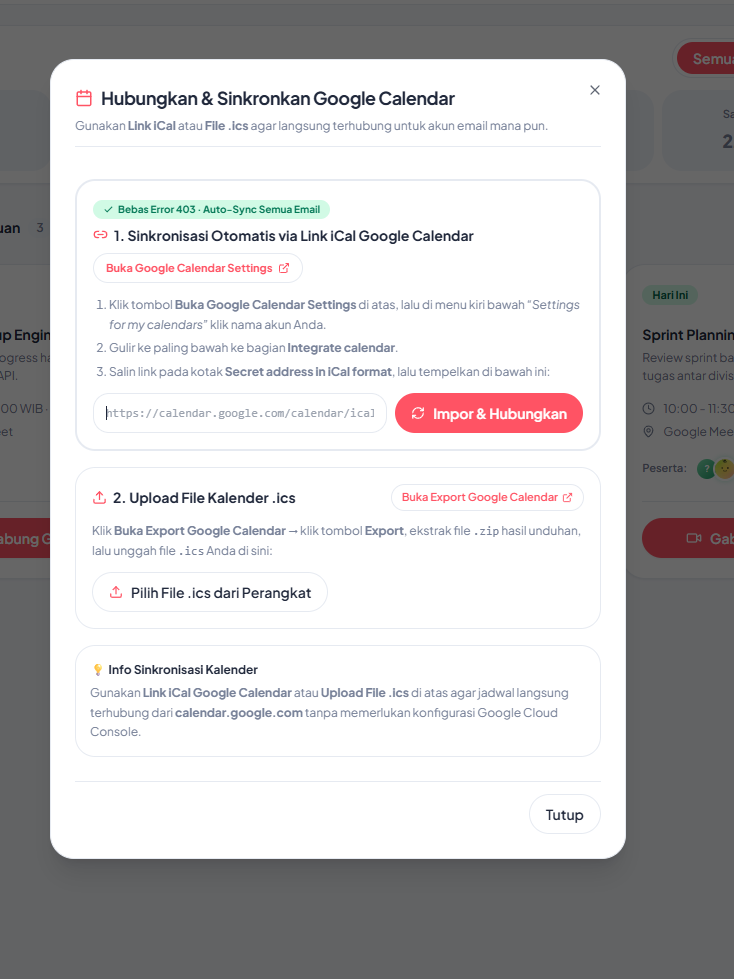 Semua
Hubungkan & Sinkronkan Google Calendar
Gunakan Link iCal atau File .ics agar langsung terhubung untuk akun email mana pun.
Bebas Error 403 · Auto-Sync Semua Email
1. Sinkronisasi Otomatis via Link iCal Google Calendar
Buka Google Calendar Settings
1. Klik tombol Buka Google Calendar Settings di atas, lalu di menu kiri bawah "Settings
for my calendars" klik nama akun Anda.
2. Gulir ke paling bawah ke bagian Integrate calendar.
3. Salin link pada kotak Secret address in iCal format, lalu tempelkan di bawah ini:
https://calendar.google.com/calendar/ical
Impor & Hubungkan
2. Upload File Kalender .ics
Buka Export Google Calendar
Klik Buka Export Google Calendar → klik tombol Export, ekstrak file .zip hasil unduhan,
lalu unggah file .ics Anda di sini:
Pilih File .ics dari Perangkat
Info Sinkronisasi Kalender
Gunakan Link iCal Google Calendar atau Upload File .ics di atas agar jadwal langsung
terhubung dari calendar.google.com tanpa memerlukan konfigurasi Google Cloud
Console.
Tutup
3
API.
00 WIB ·
Hari Ini
Sprint Plannin
Review sprint ba
tugas antar divis
10:00 - 11:30
Google Mee
Peserta:
?
Gab